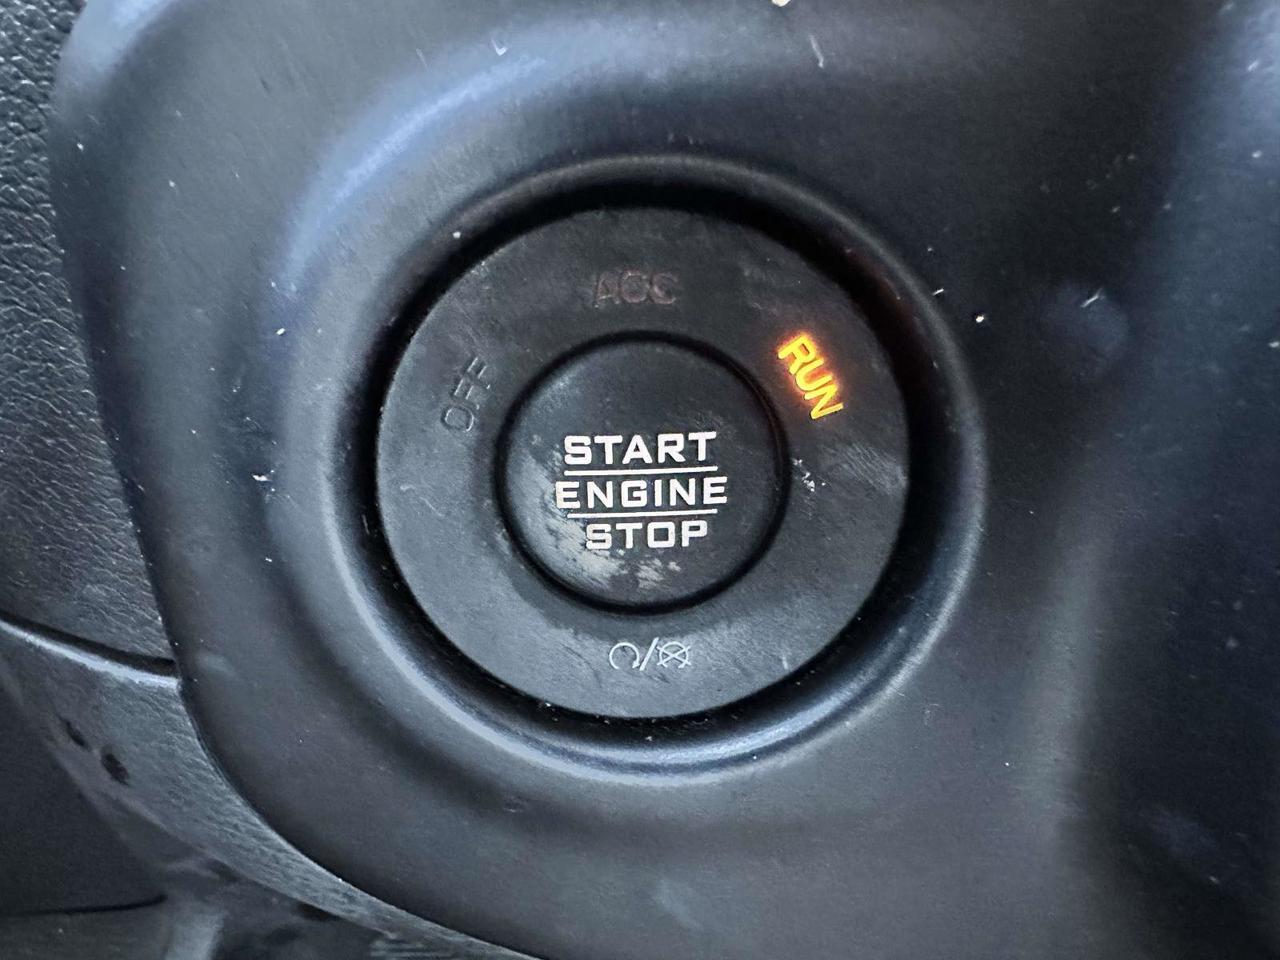 ACC
OFF
RUN
START
ENGINE
STOP